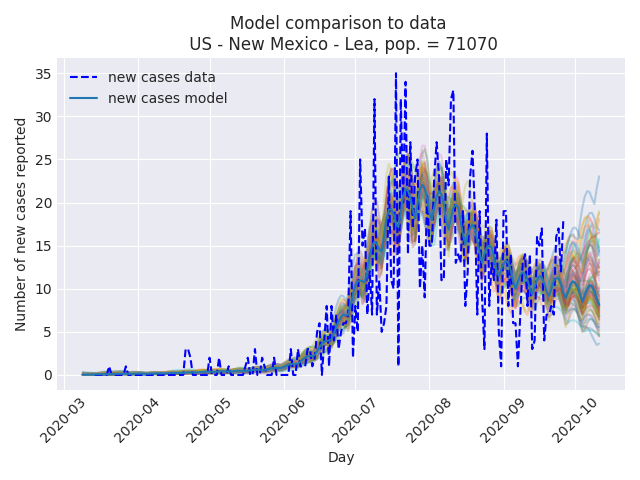 Model comparison to data
US - New Mexico - Lea, pop. = 71070
new cases data
new cases model
Number of new cases reported
35
30
25
20
15
10
5
0
2020-03
2020-04
2020-05
2020-06
2020-07
2020-08
2020-09
2020-10
Day